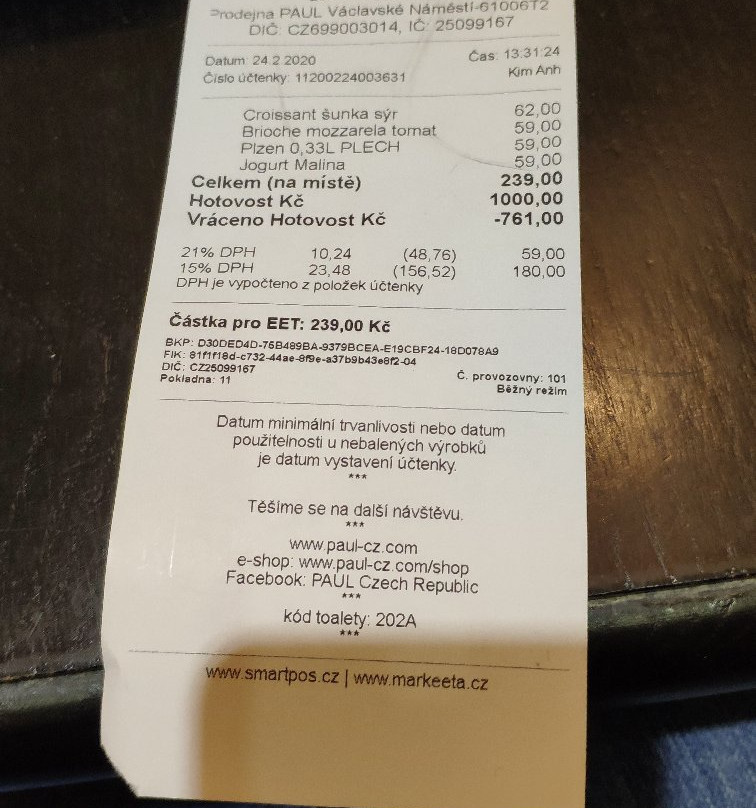 Prodejna PAUL Václavské Náměstí-61006T2
DIČ: CZ699003014, IČ: 25099167
Datum: 24.2.2020 Čas: 13:31:24
Číslo účtenky: 11200224003631 Kim Anh
Croissant šunka sýr 62,00
Brioche mozzarela tomat 59,00
Plzen 0,33L PLECH 59,00
Jogurt Malina 59,00
Celkem (na místě) 239,00
Hotovost Kč 1000,00
Vráceno Hotovost Kč -761,00
21% DPH 10,24 (48,76) 59,00
15% DPH 23,48 (156,52) 180,00
DPH je vypočteno z položek účtenky
Částka pro EET: 239,00 Kč
BKP: D30DED4D-75B489BA-9379BCEA-E19CBF24-18D078A9
FIK: 81f1f18d-c732-44ae-8f9e-a37b9b43e8f2-04
DIČ: CZ25099167 Č. provozovny: 101
Pokladna: 11 Běžný režim
Datum minimální trvanlivosti nebo datum
použitelnosti u nebalených výrobků
je datum vystavení účtenky.
***
Těšíme se na další návštěvu.
***
www.paul-cz.com
e-shop: www.paul-cz.com/shop
Facebook: PAUL Czech Republic
***
kód toalety: 202A
***
www.smartpos.cz | www.markeeta.cz